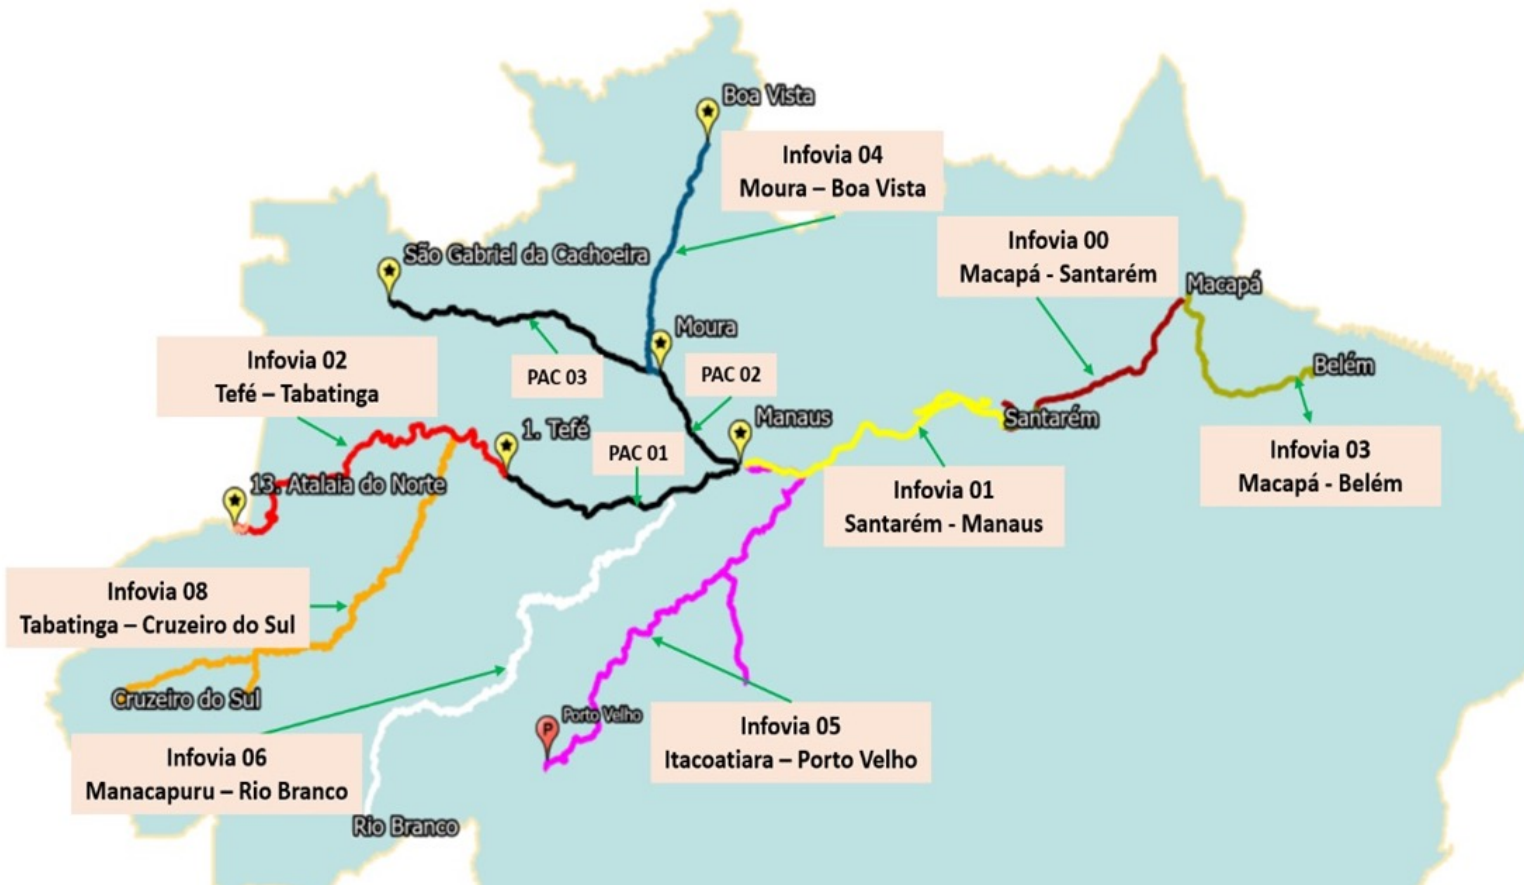 Boa Vista
Infovia 04
Moura – Boa Vista
São Gabriel da Cachoeira
Infovia 00
Macapá - Santarém
Macapá
Moura
Infovia 02
Tefé – Tabatinga
PAC 03
PAC 02
Belém
Manaus
Santarém
1. Tefé
PAC 01
Infovia 03
Macapá - Belém
13. Atalaia do Norte
Infovia 01
Santarém - Manaus
Infovia 08
Tabatinga – Cruzeiro do Sul
Cruzeiro do Sul
P
Porto Velho
Infovia 05
Itacoatiara – Porto Velho
Infovia 06
Manacapuru – Rio Branco
Rio Branco